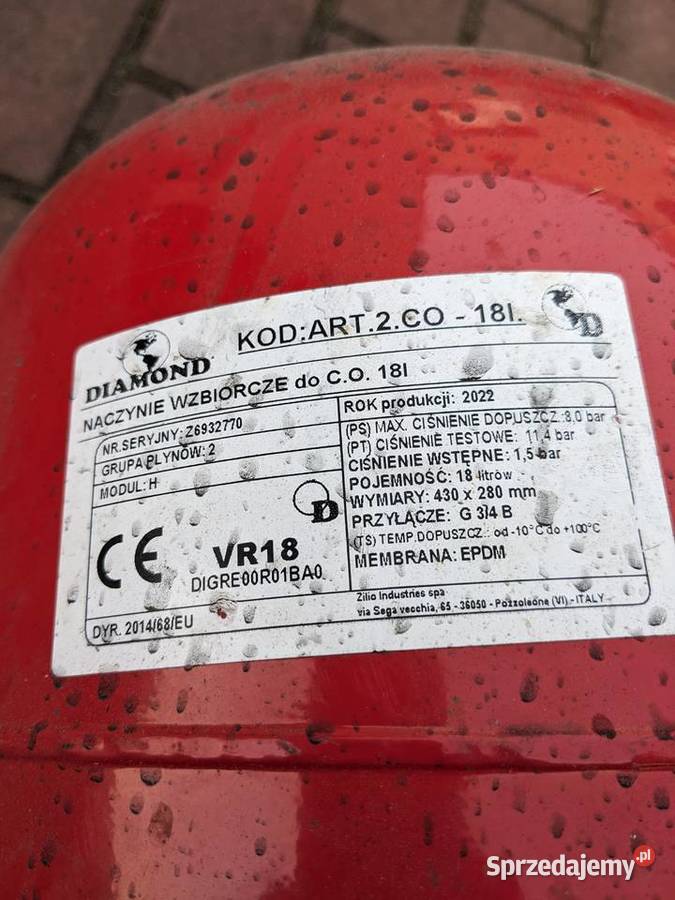 KOD:ART.2.CO - 18l.
DIAMOND
D
NACZYNIE WZBIORCZE do C.O. 18l
NR.SERYJNY: Z6932770
GRUPA PŁYNÓW: 2
MODUŁ: H
D
CE
VR18
DIGRE00R01BA0
DYR. 2014/68/EU
ROK produkcji: 2022
(PS) MAX. CIŚNIENIE DOPUSZCZ.:8,0 bar
(PT) CIŚNIENIE TESTOWE: 11,4 bar
CIŚNIENIE WSTĘPNE: 1,5 bar
POJEMNOŚĆ: 18 litrów
WYMIARY: 430 x 280 mm
PRZYŁĄCZE: G 3/4 B
(TS) TEMP.DOPUSZCZ.: od -10°C do +100°C
MEMBRANA: EPDM
Zilio Industries spa
via Sega vecchia, 65 - 36050 - Pozzoleone (VI) - ITALY
Sprzedajemy.pl